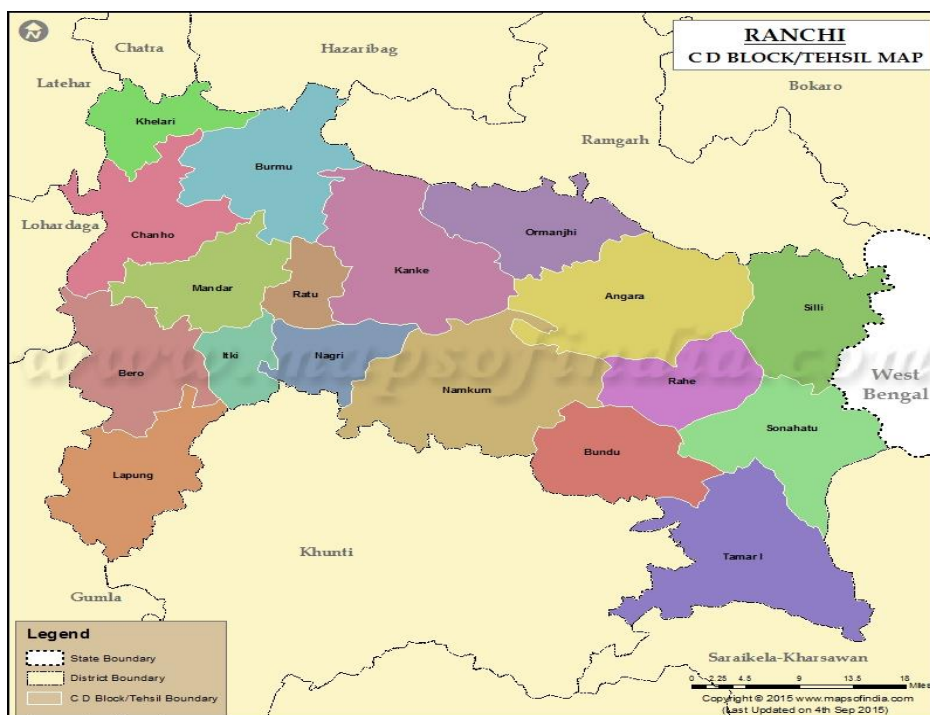 RANCHI
C D BLOCK/TEHSIL MAP
N
Chatra
Hazaribag
Latehar
Bokaro
Khelari
Ramgarh
Burmu
Lohardaga
Chanho
Ormanjhi
Kanke
Mandar
Ratu
Angara
Silli
www.mapsofindia.com
Itki
Nagri
Bero
Rahe
West
Bengal
Namkum
Sonahatu
Bundu
Lapung
Khunti
Tamar I
Gumla
Saraikela-Kharsawan
Legend
State Boundary
District Boundary
C D Block/Tehsil Boundary
0 2.25 4.5 9 13.5 18
Miles
Copyright © 2015 www.mapsofindia.com
(Last Updated on 4th Sep 2015)